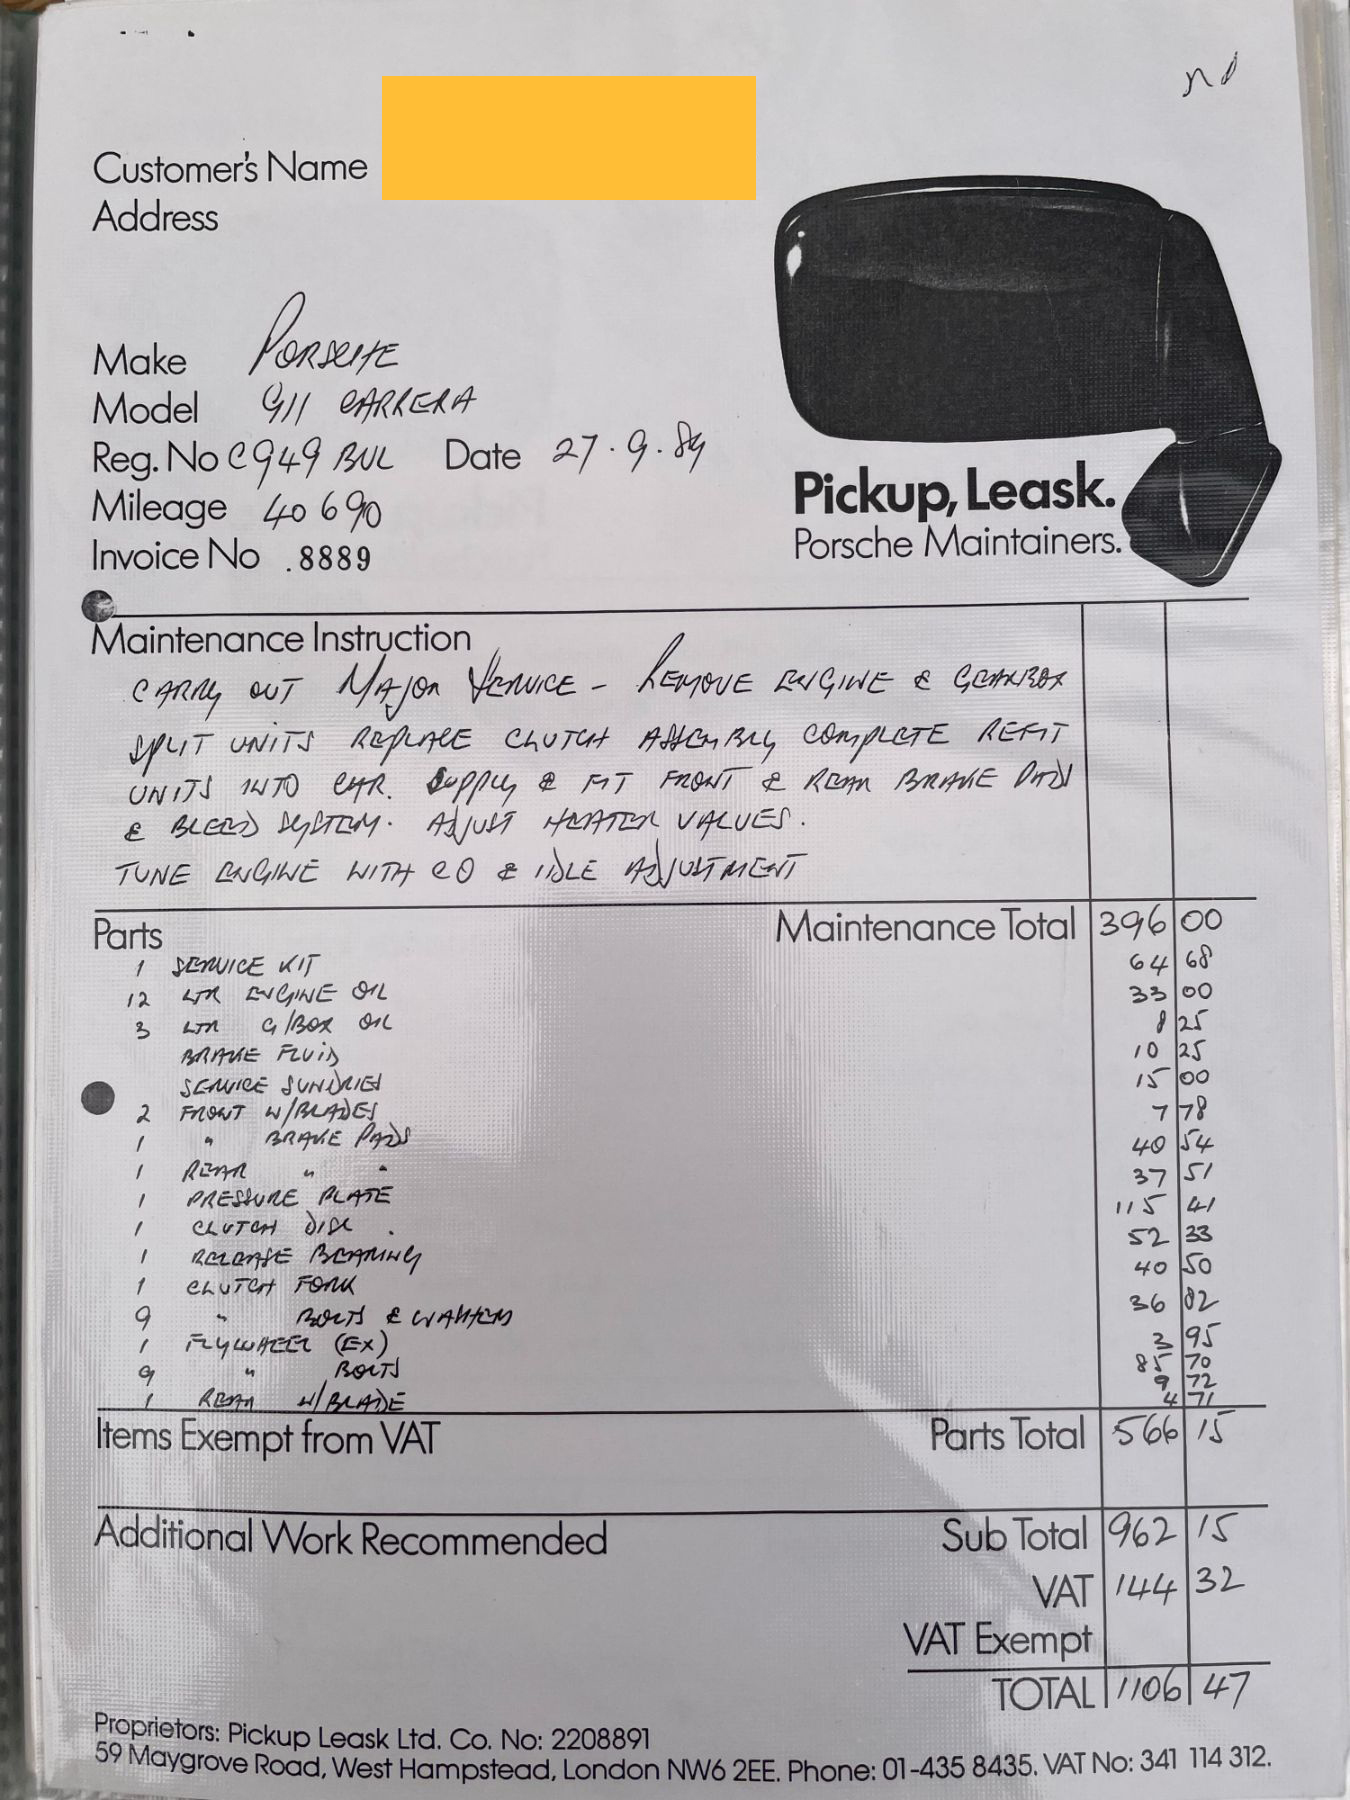 Customer's Name
Address
Make PORSCHE
Model 911 CARRERA
Reg. No C949 BUL Date 27.9.89
Mileage 40690
Invoice No .8889
Pickup, Leask.
Porsche Maintainers.
Maintenance Instruction
CARRY OUT MAJOR SERVICE - REMOVE ENGINE & GEARBOX
SPLIT UNITS REPLACE CLUTCH ASSEMBLY COMPLETE REFIT
UNITS INTO CAR. SUPPLY & FIT FRONT & REAR BRAKE PADS
& BLEED SYSTEM. ADJUST HEATER VALVES.
TUNE ENGINE WITH CO & IDLE ADJUSTMENT
Parts Maintenance Total 396 00
1 SERVICE KIT 64 68
12 LTR ENGINE OIL 33 00
3 LTR G/BOX OIL 8 25
BRAKE FLUID 10 25
SERVICE SUNDRIES 15 00
2 FRONT W/BLADES 7 78
1 " BRAKE PADS 40 54
1 REAR " " 37 51
1 PRESSURE PLATE 115 41
1 CLUTCH DISC . 52 33
1 RELEASE BEARING 40 50
1 CLUTCH FORK 36 82
9 " BOLTS & WASHERS 3 95
1 FLYWHEEL (EX) 85 70
9 " BOLTS 9 72
1 REAR W/BLADE 4 71
Items Exempt from VAT Parts Total 566 15
Additional Work Recommended Sub Total 962 15
VAT 144 32
VAT Exempt
TOTAL 1106 47
Proprietors: Pickup Leask Ltd. Co. No: 2208891
59 Maygrove Road, West Hampstead, London NW6 2EE. Phone: 01-435 8435. VAT No: 341 114 312.